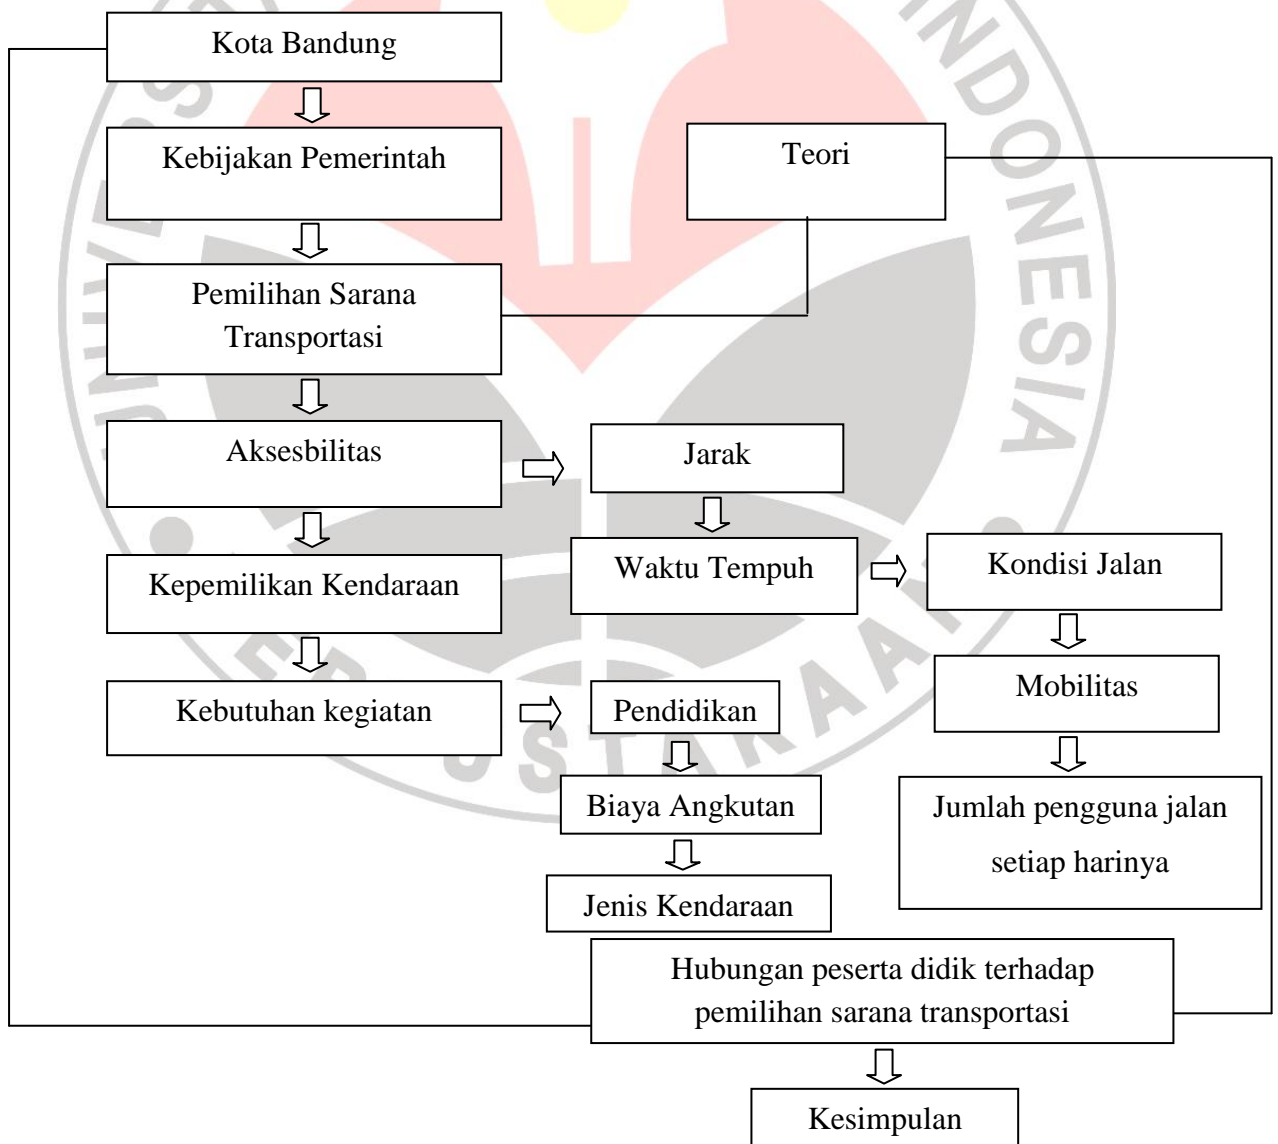 Kota Bandung
Kebijakan Pemerintah
Teori
Pemilihan Sarana
Transportasi
Aksesbilitas
Jarak
Kepemilikan Kendaraan
Waktu Tempuh
Kondisi Jalan
Kebutuhan kegiatan
Pendidikan
Mobilitas
Biaya Angkutan
Jumlah pengguna jalan
setiap harinya
Jenis Kendaraan
Hubungan peserta didik terhadap
pemilihan sarana transportasi
Kesimpulan
INDONESIA